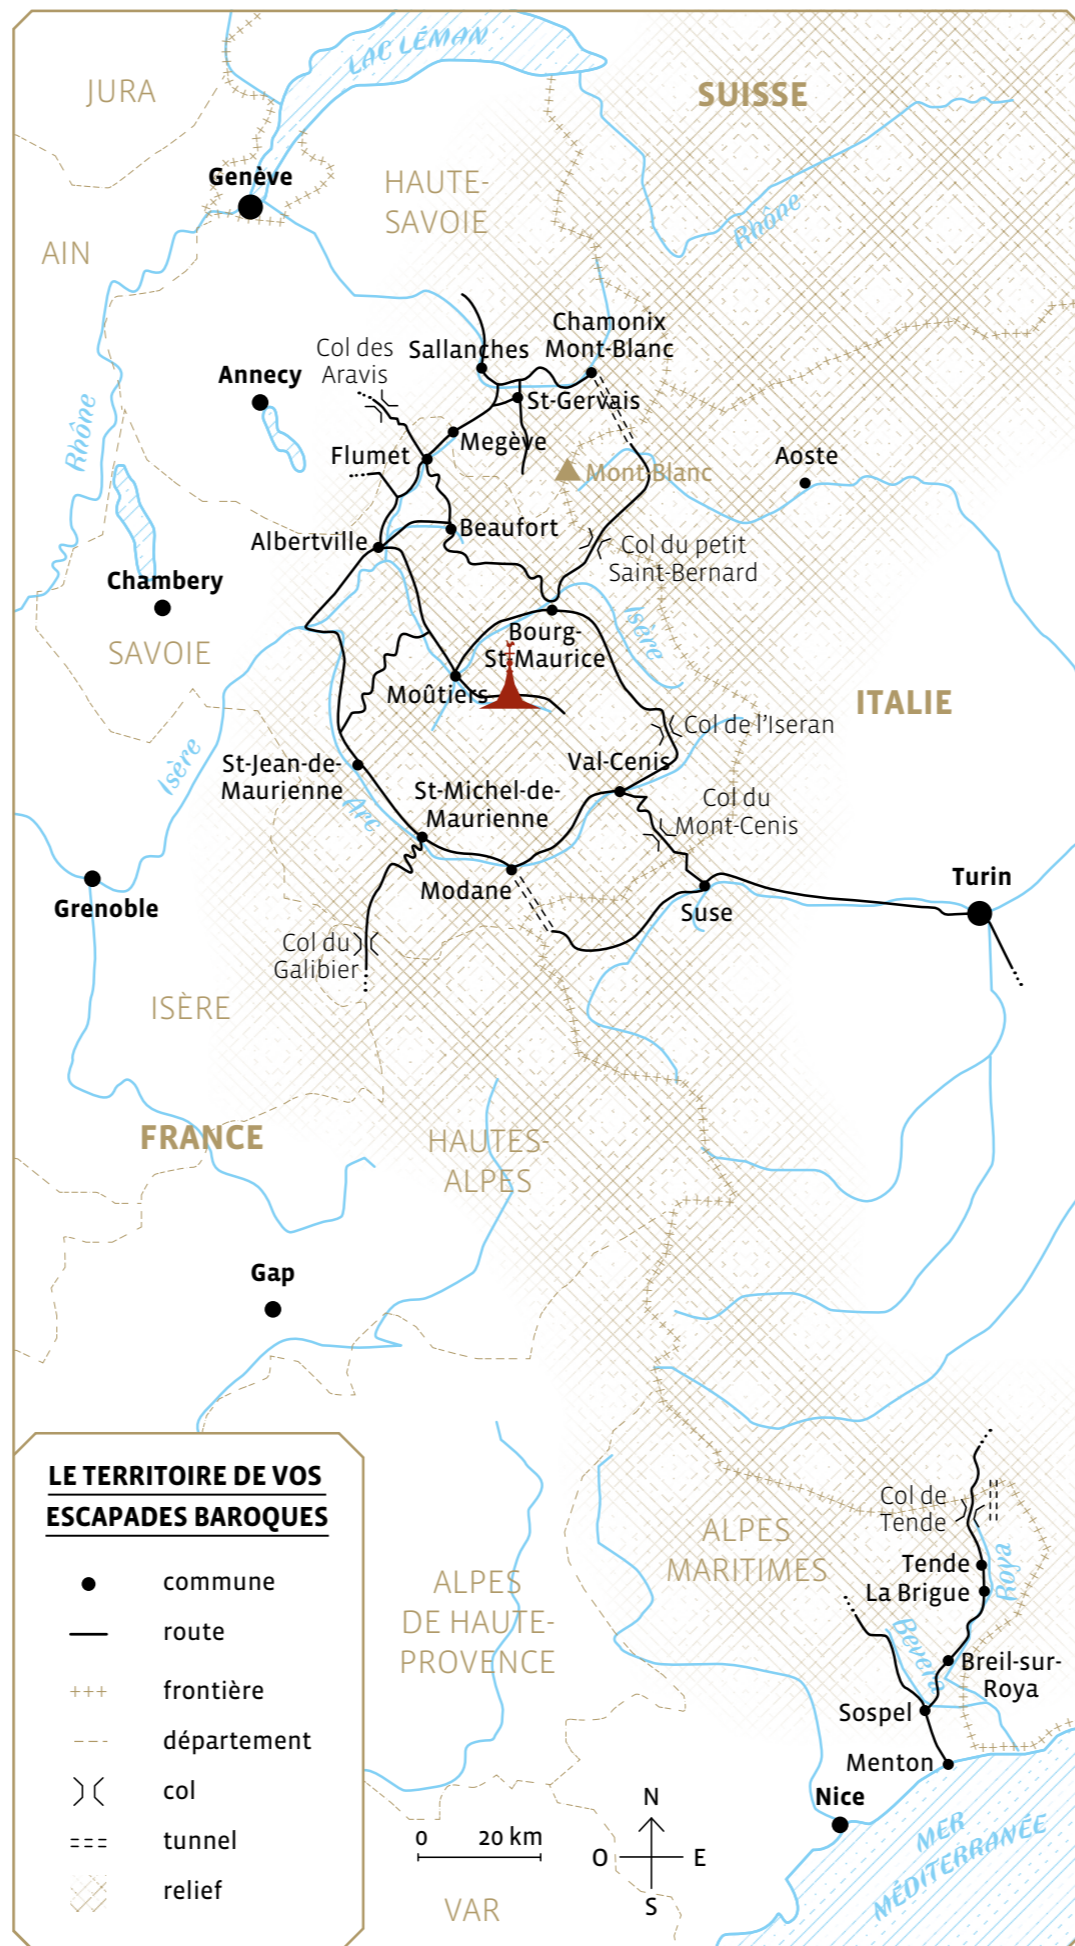 LAC LÉMAN
JURA
SUISSE
Genève
HAUTE-
SAVOIE
Rhône
AIN
Chamonix
Mont-Blanc
Col des
Aravis
Sallanches
Annecy
St-Gervais
Rhône
Megève
Flumet
Mont-Blanc
Aoste
Beaufort
Albertville
Col du petit
Saint-Bernard
Chambery
Isère
SAVOIE
Bourg-
St-Maurice
Moûtiers
ITALIE
Col de l'Iseran
Isère
St-Jean-de-
Maurienne
Val-Cenis
Arc
St-Michel-de-
Maurienne
Col du
Mont-Cenis
Grenoble
Modane
Suse
Turin
Col du
Galibier
ISÈRE
FRANCE
HAUTES-
ALPES
Gap
LE TERRITOIRE DE VOS
ESCAPADES BAROQUES
commune
route
frontière
département
col
tunnel
relief
Col de
Tende
ALPES
MARITIMES
Tende
La Brigue
Roya
ALPES
DE HAUTE-
PROVENCE
Bevera
Breil-sur-
Roya
Sospel
Menton
Nice
MER
MÉDITERRANÉE
0 20 km
N
O E
S
VAR